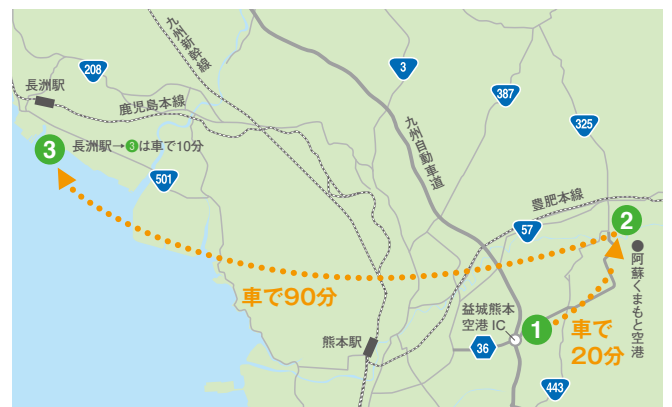 九州新幹線
208
3
長洲駅
387
鹿児島本線
九州自動車道
325
3
長洲駅→3は車で10分
501
豊肥本線
57
2
阿蘇くまもと空港
車で90分
益城熊本
空港 IC
1
車で
20分
熊本駅
36
443